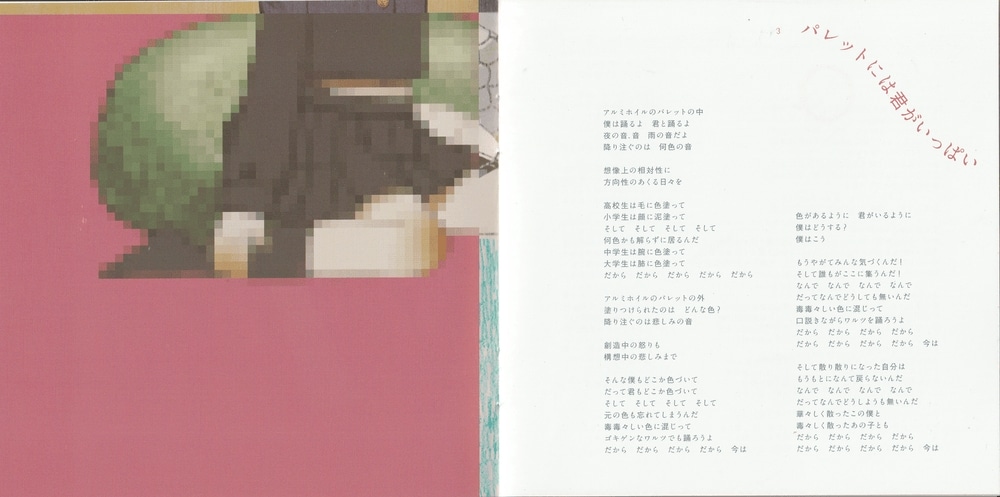 3
パレットには君がいっぱい
アルミホイルのパレットの中
僕は踊るよ　君と踊るよ
夜の音、音　雨の音だよ
降り注ぐのは　何色の音
想像上の相対性に
方向性のあくる日々を
高校生は毛に色塗って
小学生は顔に泥塗って
そして　そして　そして　そして
何色かも解らずに居るんだ
中学生は腕に色塗って
大学生は肺に色塗って
だから　だから　だから　だから　だから
アルミホイルのパレットの外
塗りつけられたのは　どんな色？
降り注ぐのは悲しみの音
創造中の怒りも
構想中の悲しみまで
そんな僕もどこか色づいて
だって君もどこか色づいて
そして　そして　そして　そして
元の色も忘れてしまうんだ
毒毒々しい色に混じって
ゴキゲンなワルツでも踊ろうよ
だから　だから　だから　だから　今は
色があるように　君がいるように
僕はどうする？
僕はこう
もうやがてみんな気づくんだ！
そして誰もがここに集うんだ！
なんで　なんで　なんで　なんで
だってなんでどうしても無いんだ
毒毒々しい色に混じって
口説きながらワルツを踊ろうよ
だから　だから　だから　だから
だから　だから　だから　だから　今は
そして散り散りになった自分は
もうもとになんて戻らないんだ
なんで　なんで　なんで　なんで
だってなんでどうしようも無いんだ
華々しく散ったこの僕と
毒々しく散ったあの子とも
だから　だから　だから　だから
だから　だから　だから　だから　今は